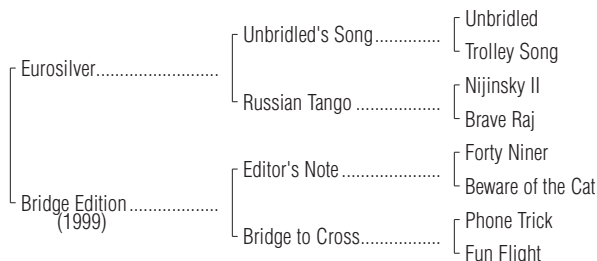 Unbridled
Unbridled's Song...............
Trolley Song
Eurosilver............................
Nijinsky II
Russian Tango ...................
Brave Raj
Forty Niner
Editor's Note......................
Beware of the Cat
Bridge Edition....................
(1999)
Phone Trick
Bridge to Cross..................
Fun Flight